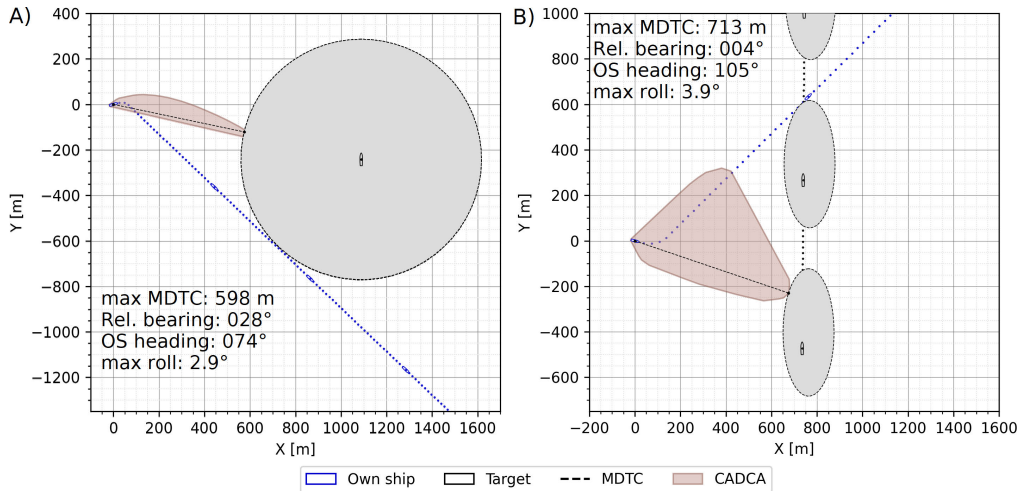 A)
400
200
0
−200
−400
−600
−800
−1000
−1200
Y [m]
max MDTC: 598 m
Rel. bearing: 028°
OS heading: 074°
max roll: 2.9°
0 200 400 600 800 1000 1200 1400 1600
X [m]
B)
1000
800
600
400
200
0
−200
−400
−600
Y [m]
max MDTC: 713 m
Rel. bearing: 004°
OS heading: 105°
max roll: 3.9°
−200 0 200 400 600 800 1000 1200 1400 1600
X [m]
Own ship Target MDTC CADCA